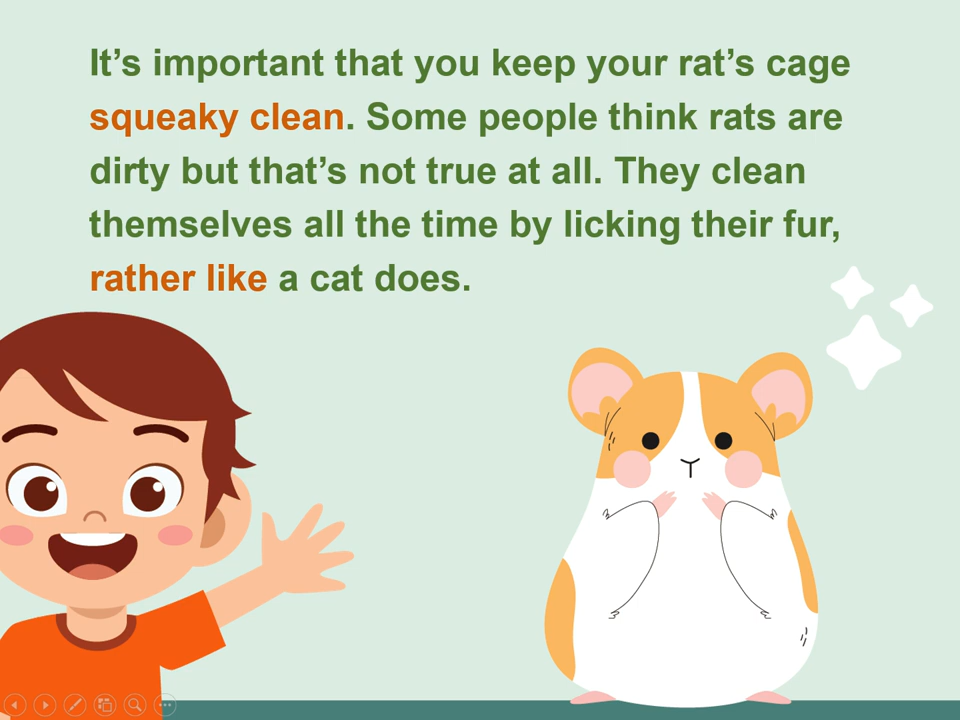 It’s important that you keep your rat’s cage
squeaky clean. Some people think rats are
dirty but that’s not true at all. They clean
themselves all the time by licking their fur,
rather like a cat does.